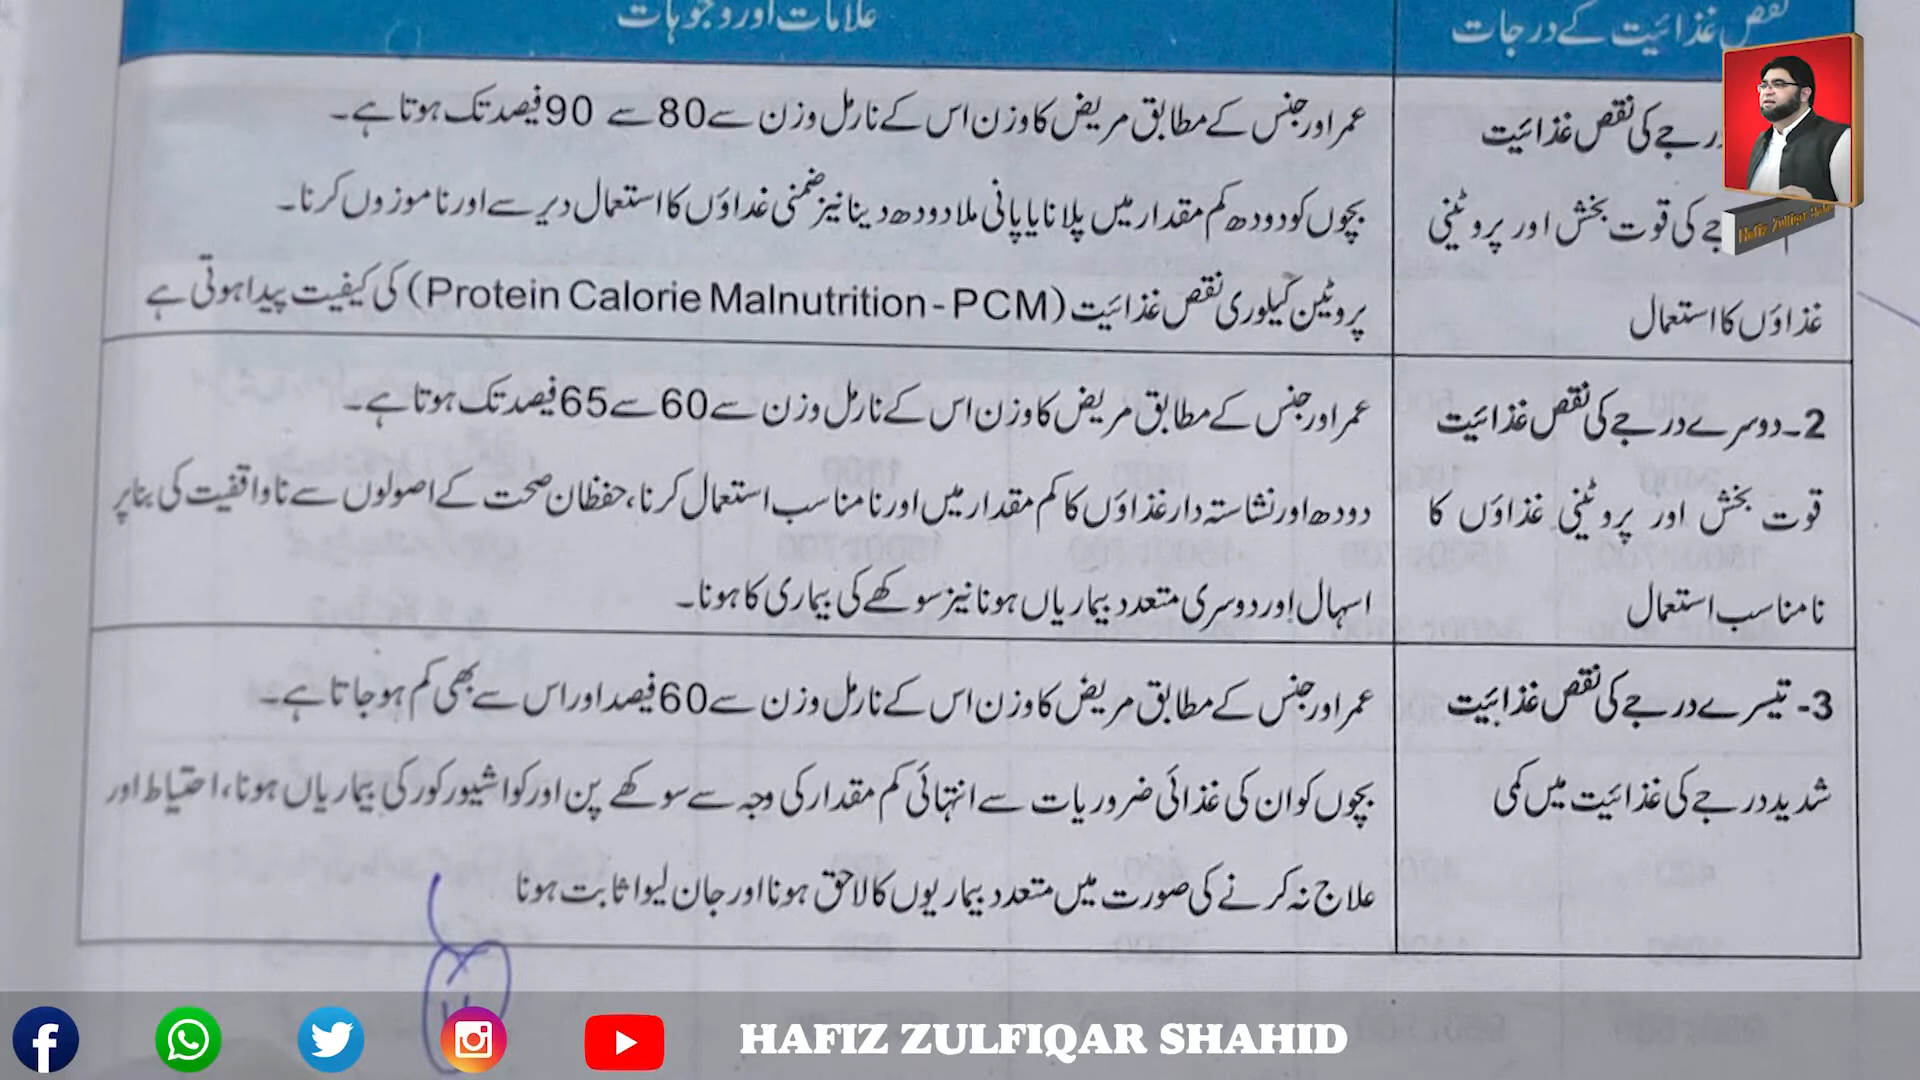 نقص غذائیت کے درجات
علامات اور وجوہات
درجے کی نقص غذائیت
کی قوت بخش اور پروٹینی
غذاؤں کا استعمال
عمر اور جنس کے مطابق مریض کا وزن اس کے نارمل وزن سے 80 سے 90 فیصد تک ہوتا ہے۔
بچوں کو دودھ کم مقدار میں پلانا یا پانی ملا دودھ دینا نیز ضمنی غذاؤں کا استعمال دیر سے اور ناموزوں کرنا۔
پروٹین کیلوری نقص غذائیت (Protein Calorie Malnutrition - PCM) کی کیفیت پیدا ہوتی ہے
2۔ دوسرے درجے کی نقص غذائیت
قوت بخش اور پروٹینی غذاؤں کا
نامناسب استعمال
عمر اور جنس کے مطابق مریض کا وزن اس کے نارمل وزن سے 60 سے 65 فیصد تک ہوتا ہے۔
دودھ اور نشاستہ دار غذاؤں کا کم مقدار میں اور نامناسب استعمال کرنا، حفظان صحت کے اصولوں سے ناواقفیت کی بنا پر
اسہال اور دوسری متعدد بیماریاں ہونا نیز سوکھے کی بیماری کا ہونا۔
3- تیسرے درجے کی نقص غذائیت
شدید درجے کی غذائیت میں کمی
عمر اور جنس کے مطابق مریض کا وزن اس کے نارمل وزن سے 60 فیصد اور اس سے بھی کم ہو جاتا ہے۔
بچوں کو ان کی غذائی ضروریات سے انتہائی کم مقدار کی وجہ سے سوکھے پن اور کواشیورکور کی بیماریاں ہونا، احتیاط اور
علاج نہ کرنے کی صورت میں متعدد بیماریوں کا لاحق ہونا اور جان لیوا ثابت ہونا
Hafiz Zulfiqar
HAFIZ ZULFIQAR SHAHID